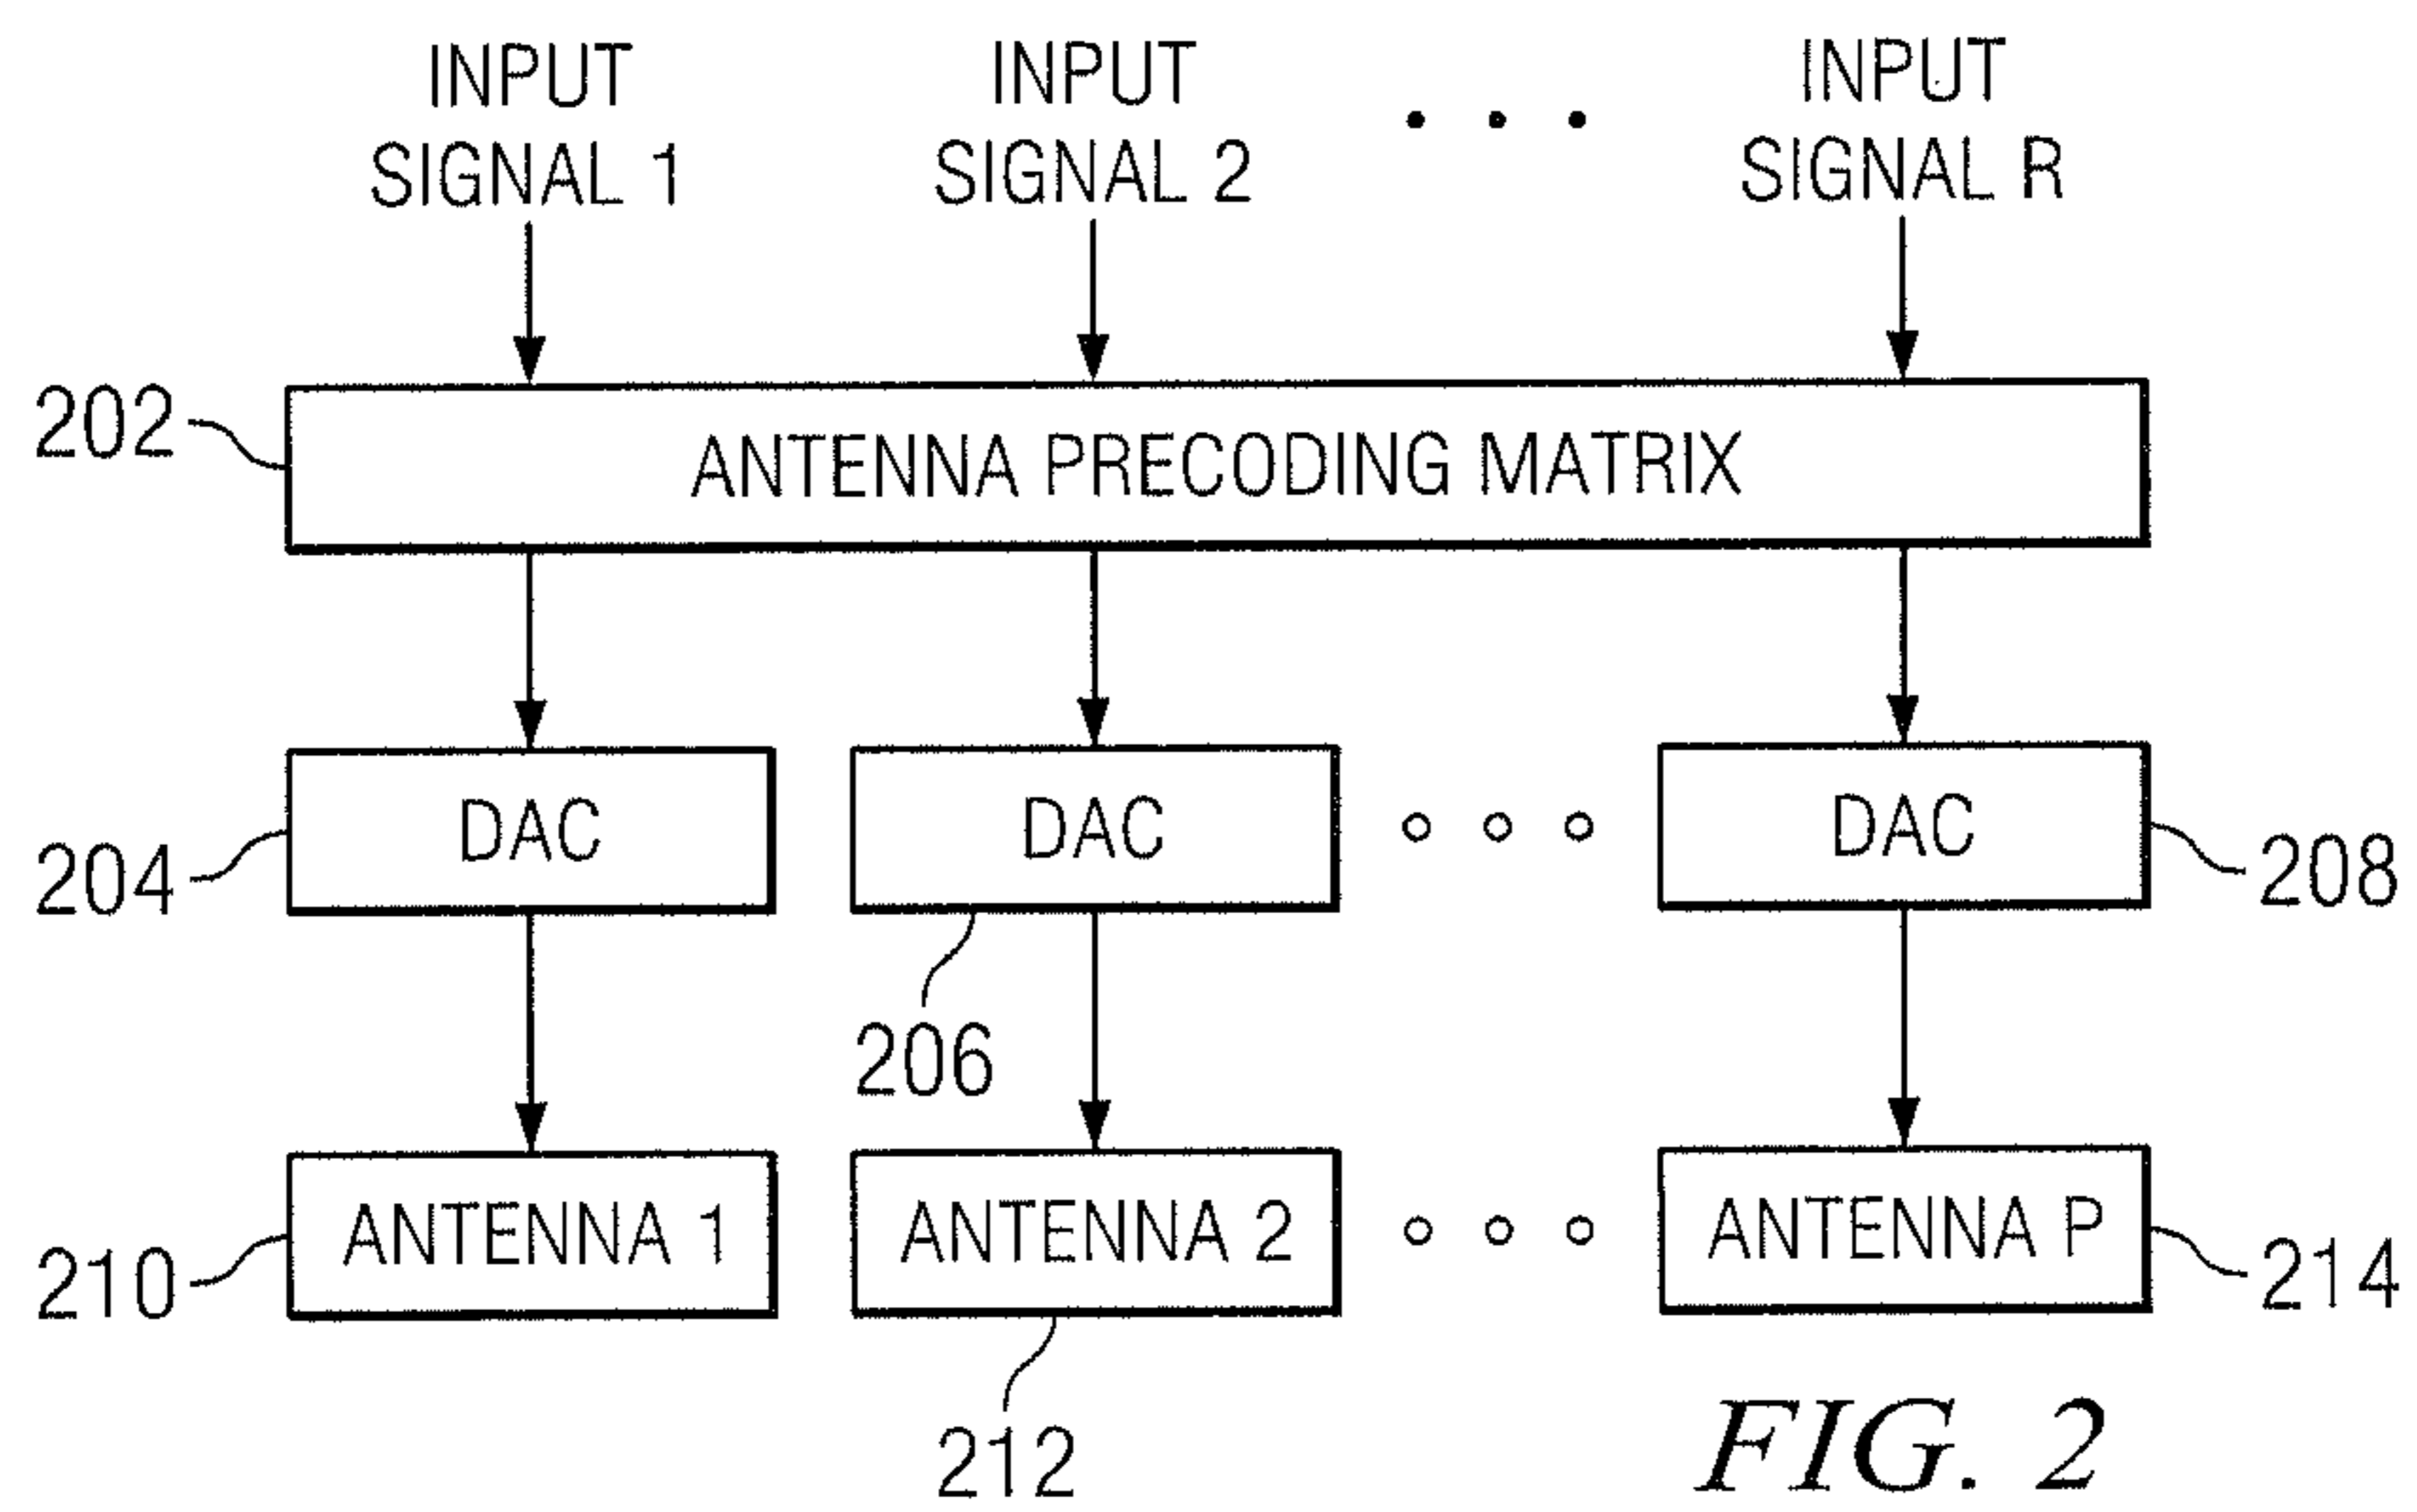 INPUT
SIGNAL 1
INPUT
SIGNAL 2
INPUT
SIGNAL R
202
ANTENNA PRECODING MATRIX
204
DAC
DAC
DAC
208
206
210
ANTENNA 1
ANTENNA 2
ANTENNA P
214
212
FIG. 2